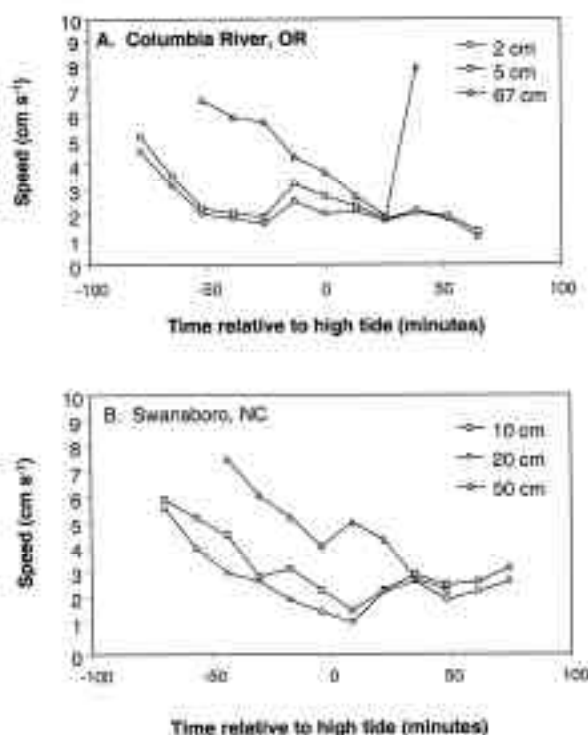 A. Columbia River, OR
2 cm
5 cm
67 cm
Speed (cm s⁻¹)
10
9
8
7
6
5
4
3
2
1
0
-100 -50 0 50 100
Time relative to high tide (minutes)
B. Swansboro, NC
10 cm
20 cm
50 cm
Speed (cm s⁻¹)
10
9
8
7
6
5
4
3
2
1
0
-100 -50 0 50 100
Time relative to high tide (minutes)